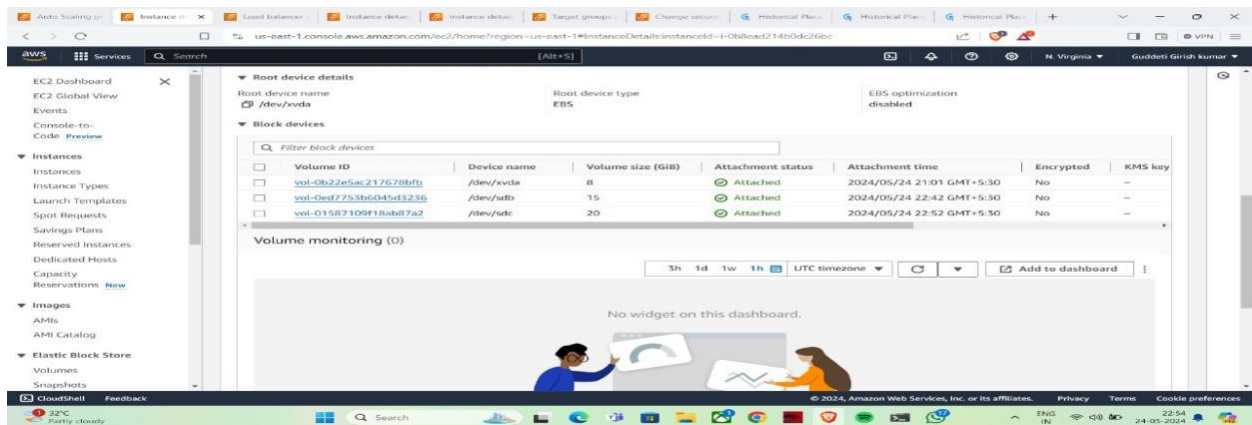 Auto Scaling gr
Instance d
Load balancer
Instance detail
Instance detail
Target groups
Change securit
Historical Place
Historical Place
Historical Place
us-east-1.console.aws.amazon.com/ec2/home?region=us-east-1#InstanceDetails:instanceId=i-0b8ead214b0dc26bc
VPN
aws Services Search [Alt+S] N. Virginia Guddeti Girish kumar
EC2 Dashboard
EC2 Global View
Events
Console-to-
Code Preview
Instances
Instances
Instance Types
Launch Templates
Spot Requests
Savings Plans
Reserved Instances
Dedicated Hosts
Capacity
Reservations New
Images
AMIs
AMI Catalog
Elastic Block Store
Volumes
Snapshots
Root device details
Root device name Root device type EBS optimization
/dev/xvda EBS disabled
Block devices
Filter block devices
Volume ID Device name Volume size (GiB) Attachment status Attachment time Encrypted KMS key
vol-0b22e5ac217678bfb /dev/xvda 8 Attached 2024/05/24 21:01 GMT+5:30 No –
vol-0ed7753b6045d3236 /dev/sdb 15 Attached 2024/05/24 22:42 GMT+5:30 No –
vol-01587109f18ab87a2 /dev/sdc 20 Attached 2024/05/24 22:52 GMT+5:30 No –
Volume monitoring (0)
3h 1d 1w 1h UTC timezone Add to dashboard
No widget on this dashboard.
CloudShell Feedback © 2024, Amazon Web Services, Inc. or its affiliates. Privacy Terms Cookie preferences
1
32°C
Partly cloudy
Search
ENG
IN
22:54
24-05-2024